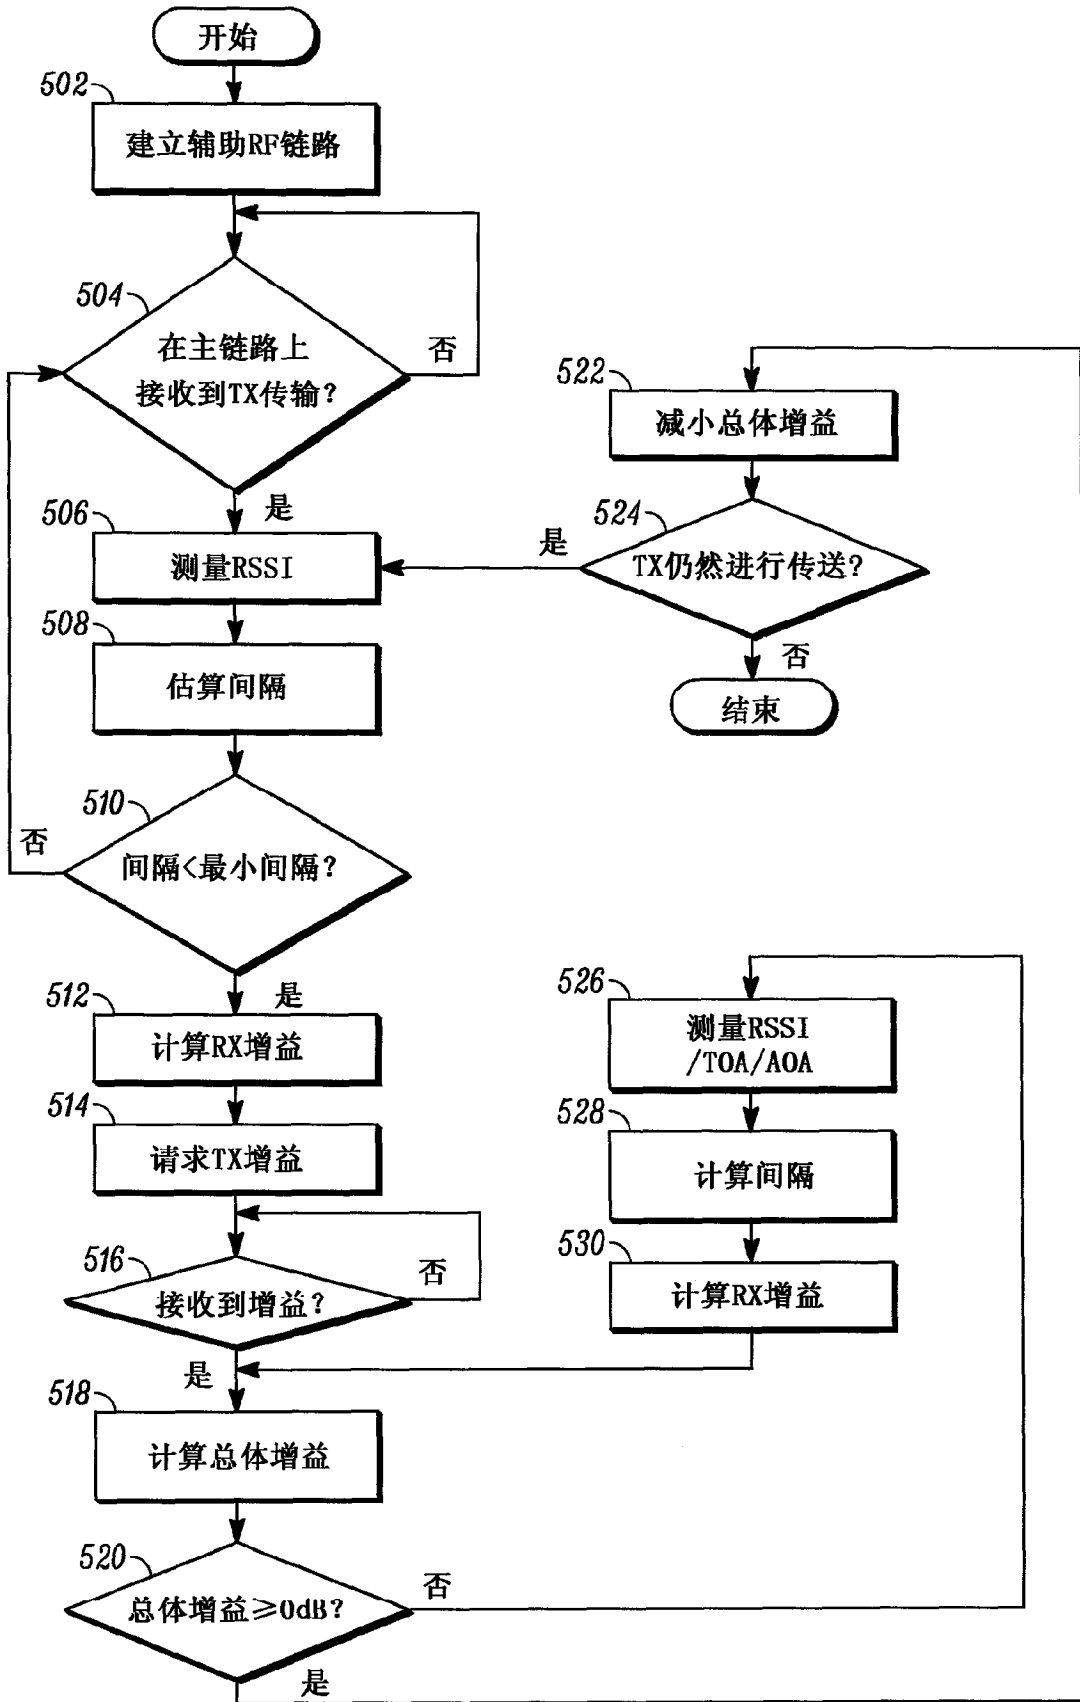 开始
502
建立辅助RF链路
504
在主链路上
接收到TX传输?
否
是
506
测量RSSI
508
估算间隔
510
否
间隔<最小间隔?
是
512
计算RX增益
514
请求TX增益
516
接收到增益?
否
是
518
计算总体增益
520
总体增益≥0dB?
否
是
522
减小总体增益
524
是
TX仍然进行传送?
否
结束
526
测量RSSI
/TOA/AOA
528
计算间隔
530
计算RX增益